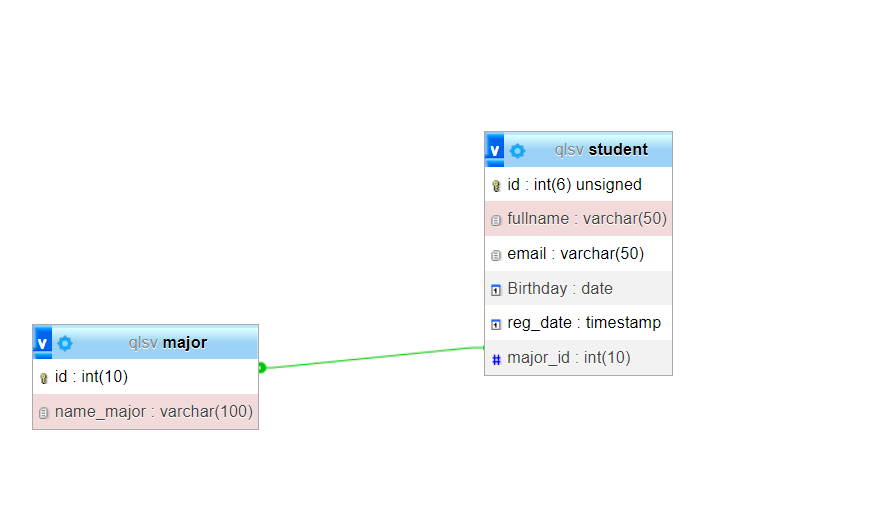 v qlsv student
id : int(6) unsigned
fullname : varchar(50)
email : varchar(50)
Birthday : date
reg_date : timestamp
# major_id : int(10)
v qlsv major
id : int(10)
name_major : varchar(100)